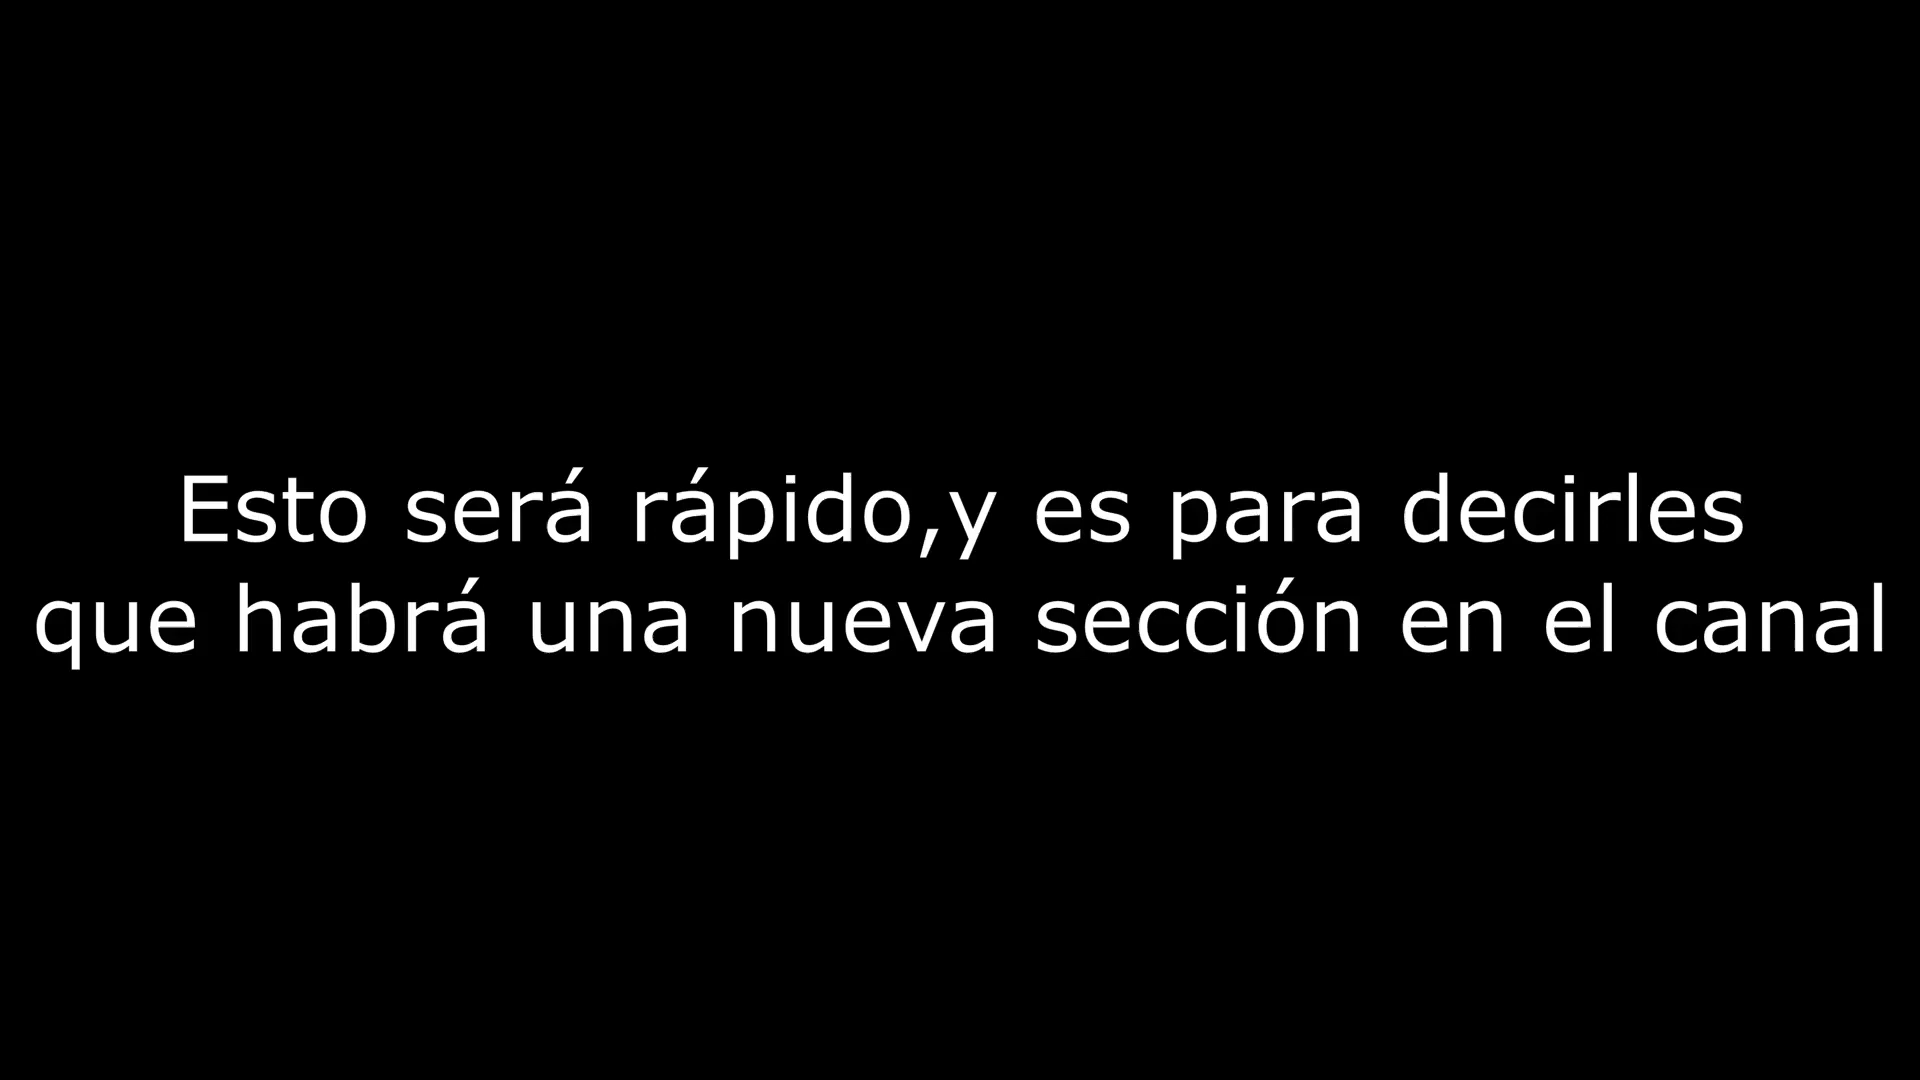 Esto será rápido,y es para decirles
que habrá una nueva sección en el canal